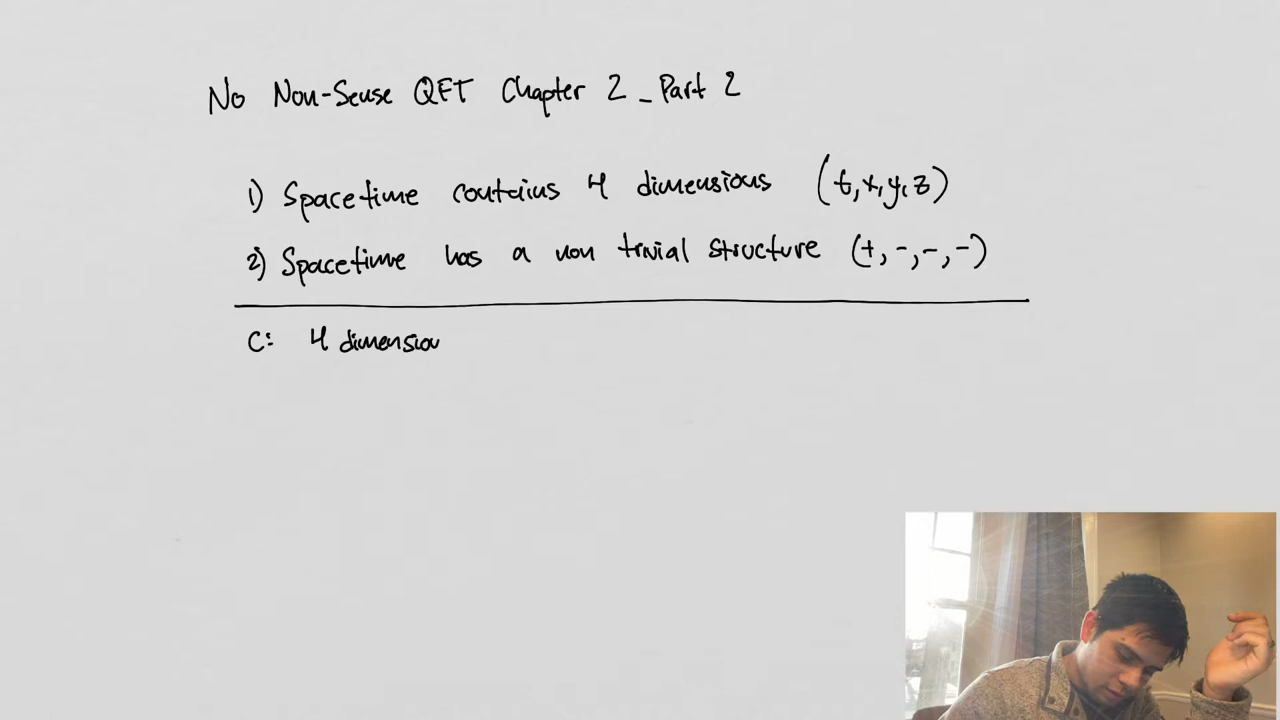 No Non-Sense QFT Chapter 2 - Part 2
1) Spacetime contains 4 dimensions (t,x,y,z)
2) Spacetime has a non trivial structure (+,-,-,-)
C: 4 dimension